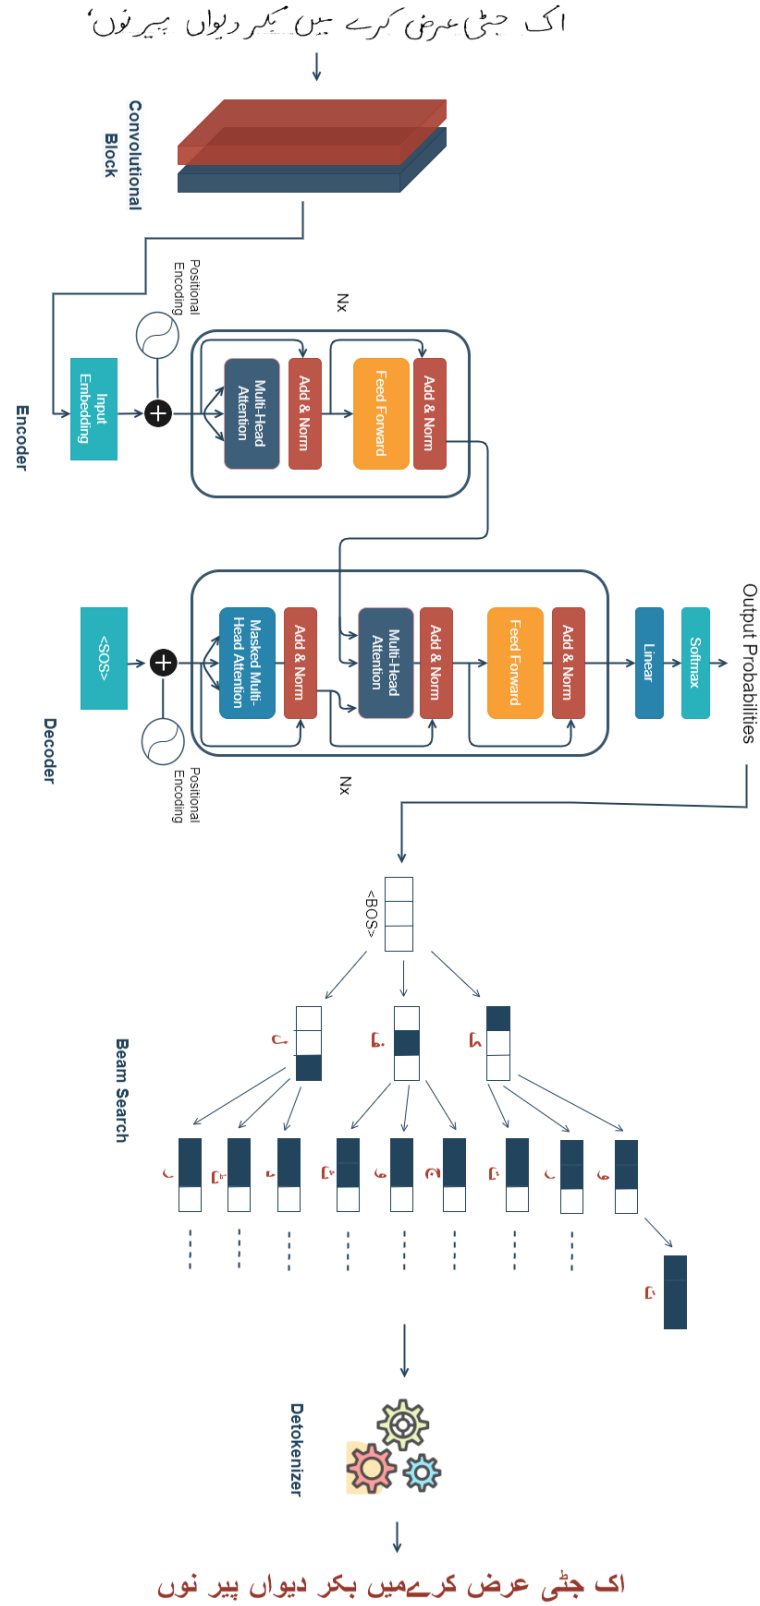 اک جٹی عرض کرے میں بکر دیواں پیر نوں‘
Convolutional
Block
Positional
Encoding
Nx
Input
Embedding
Multi-Head
Attention
Add & Norm
Feed Forward
Add & Norm
Encoder
Output Probabilities
<SOS>
Masked Multi-
Head Attention
Add & Norm
Multi-Head
Attention
Add & Norm
Feed Forward
Add & Norm
Linear
Softmax
Decoder
Positional
Encoding
Nx
<BOS>
ل
ف
ک
Beam Search
ر
ٹ
د
ث
و
ج
ت
ر
و
ت
Detokenizer
اک جٹی عرض کرےمیں بکر دیواں پیر نوں